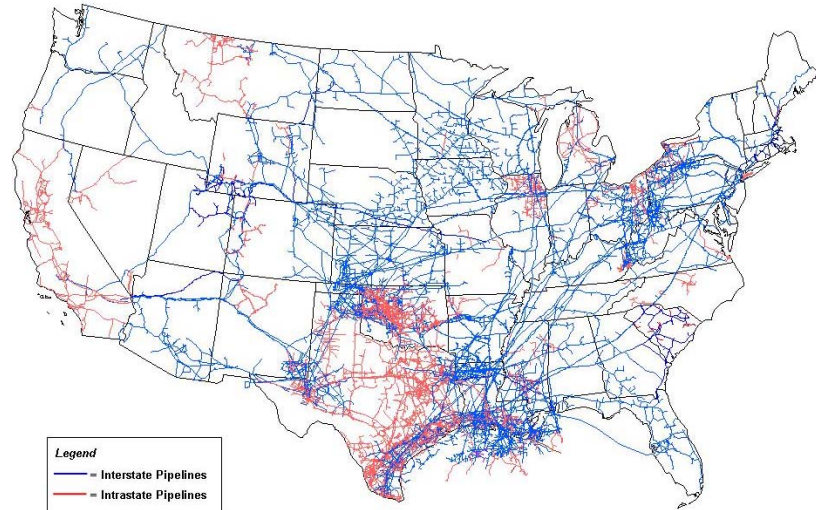 Legend
= Interstate Pipelines
= Intrastate Pipelines